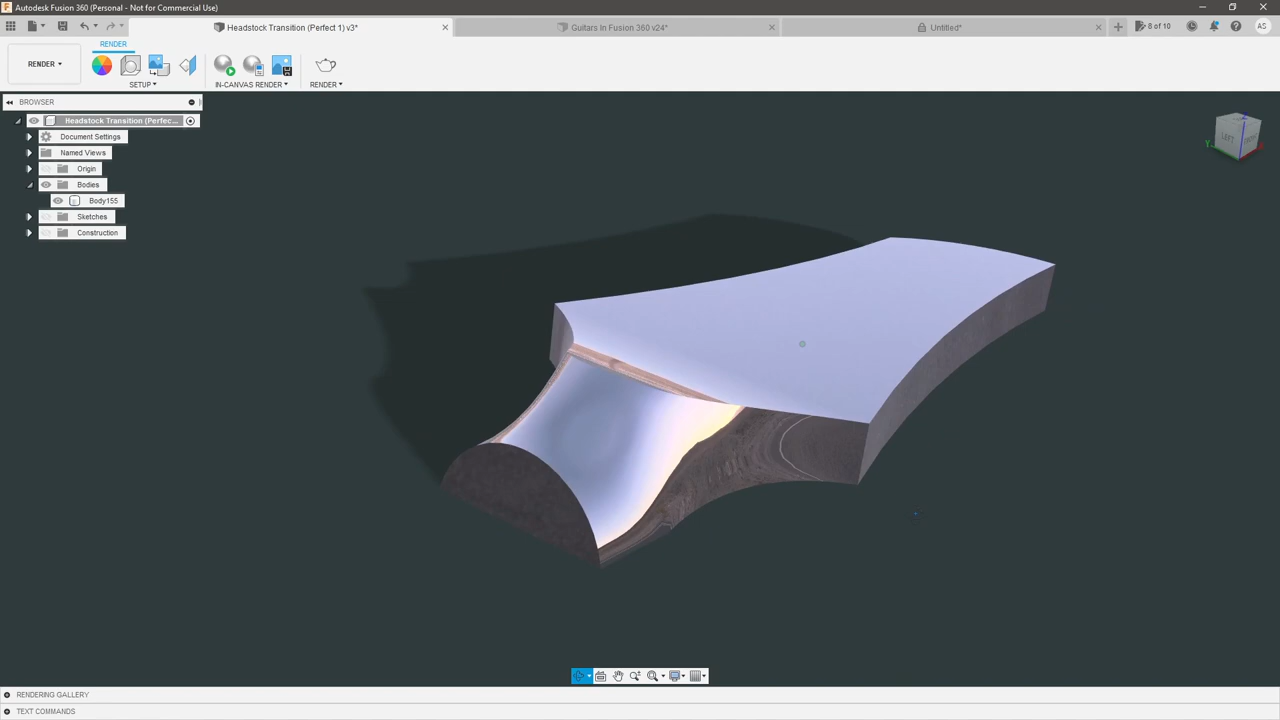 Autodesk Fusion 360 (Personal - Not for Commercial Use)
Headstock Transition (Perfect 1) v3*
Guitars In Fusion 360 v24*
Untitled*
8 of 10
AS
RENDER
RENDER
SETUP
IN-CANVAS RENDER
RENDER
BROWSER
Headstock Transition (Perfec...
Document Settings
Named Views
Origin
Bodies
Body155
Sketches
Construction
LEFT
Y
RENDERING GALLERY
TEXT COMMANDS